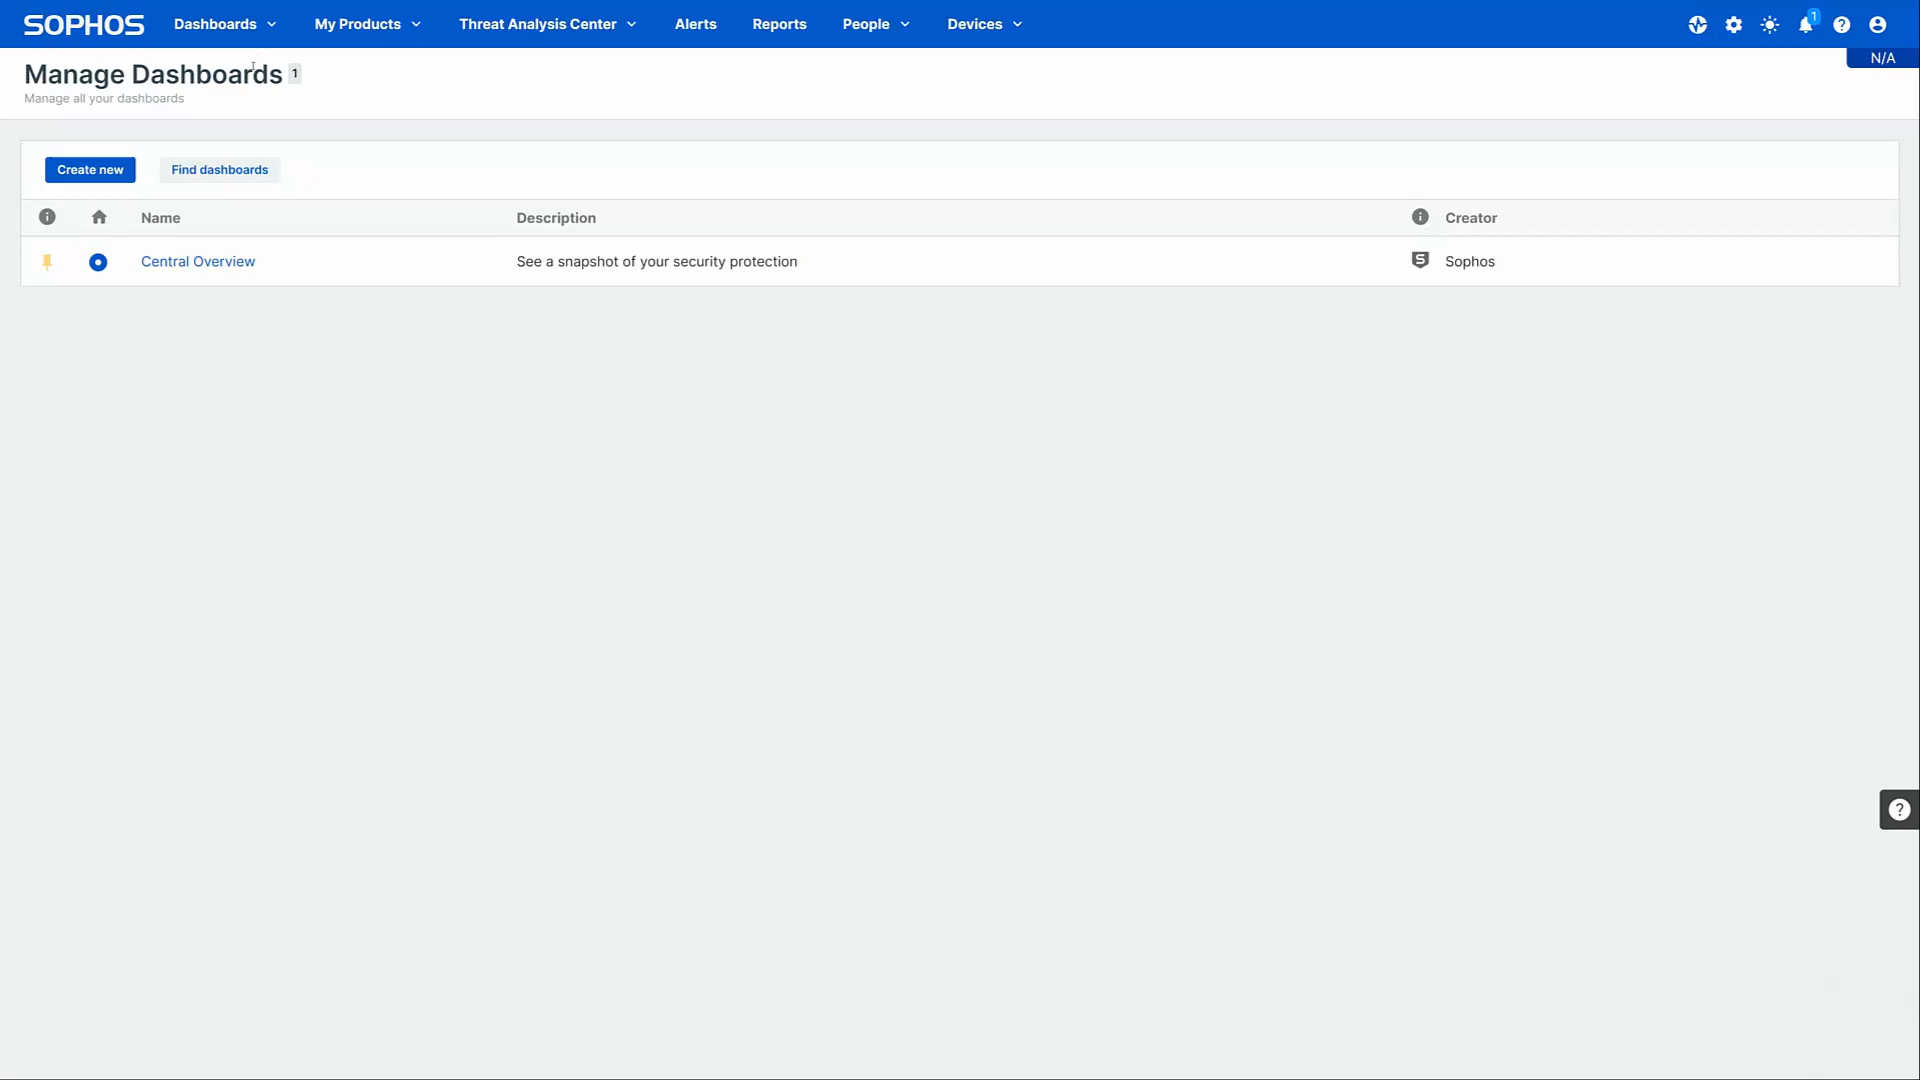 SOPHOS Dashboards My Products Threat Analysis Center Alerts Reports People Devices 1
N/A
Manage Dashboards 1
Manage all your dashboards
Create new Find dashboards
Name Description Creator
Central Overview See a snapshot of your security protection S Sophos